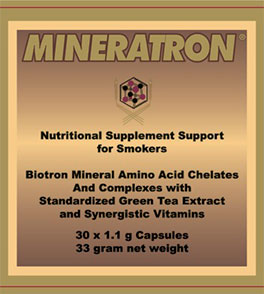 MINERATRON®
Nutritional Supplement Support
for Smokers
Biotron Mineral Amino Acid Chelates
And Complexes with
Standardized Green Tea Extract
and Synergistic Vitamins
30 x 1.1 g Capsules
33 gram net weight